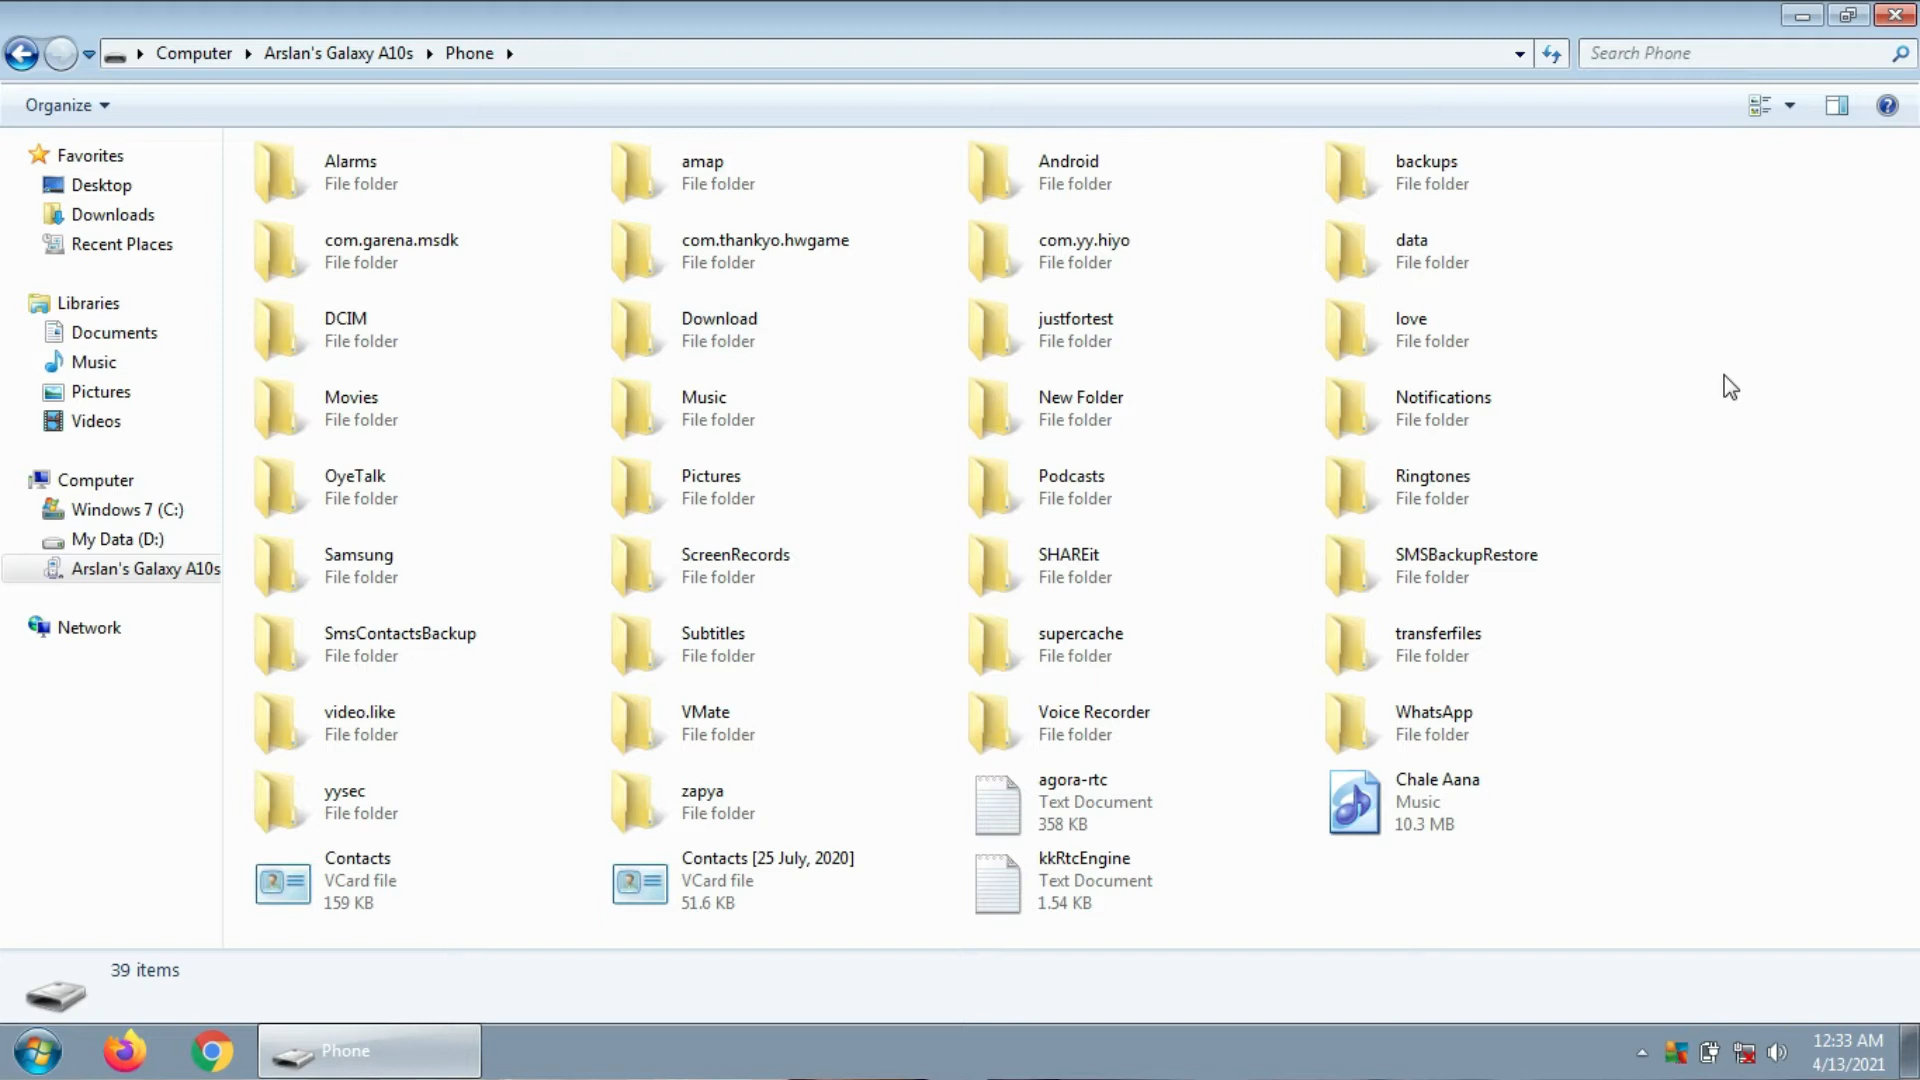 Computer
Arslan's Galaxy A10s
Phone
Search Phone
Organize
Favorites
Desktop
Downloads
Recent Places
Libraries
Documents
Music
Pictures
Videos
Computer
Windows 7 (C:)
My Data (D:)
Arslan's Galaxy A10s
Network
Alarms
File folder
amap
File folder
Android
File folder
backups
File folder
com.garena.msdk
File folder
com.thankyo.hwgame
File folder
com.yy.hiyo
File folder
data
File folder
DCIM
File folder
Download
File folder
justfortest
File folder
love
File folder
Movies
File folder
Music
File folder
New Folder
File folder
Notifications
File folder
OyeTalk
File folder
Pictures
File folder
Podcasts
File folder
Ringtones
File folder
Samsung
File folder
ScreenRecords
File folder
SHAREit
File folder
SMSBackupRestore
File folder
SmsContactsBackup
File folder
Subtitles
File folder
supercache
File folder
transferfiles
File folder
video.like
File folder
VMate
File folder
Voice Recorder
File folder
WhatsApp
File folder
yysec
File folder
zapya
File folder
agora-rtc
Text Document
358 KB
Chale Aana
Music
10.3 MB
Contacts
VCard file
159 KB
Contacts [25 July, 2020]
VCard file
51.6 KB
kkRtcEngine
Text Document
1.54 KB
39 items
Phone
12:33 AM
4/13/2021